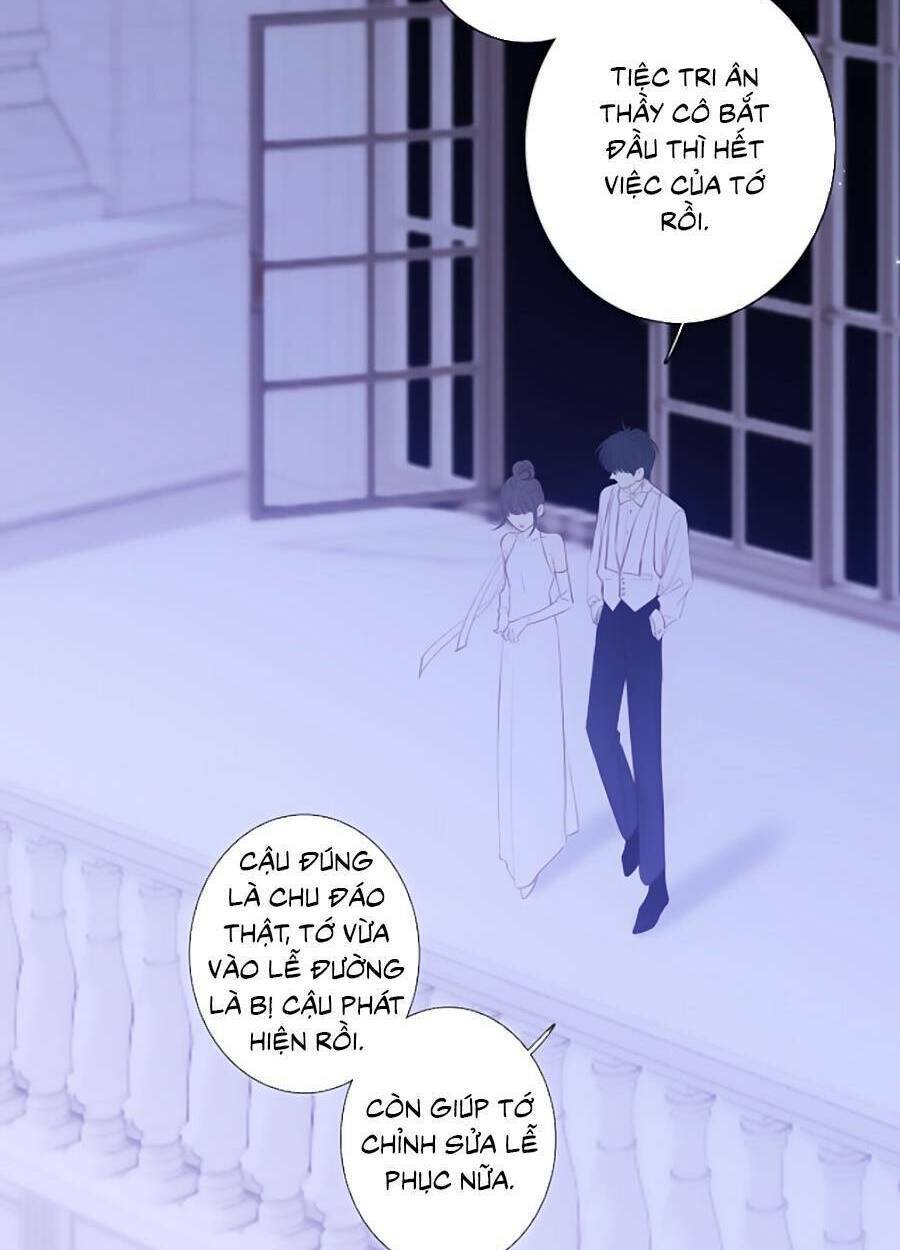 TIỆC TRI ÂN
THẦY CÔ BẮT
ĐẦU THÌ HẾT
VIỆC CỦA TỚ
RỒI.
CẬU ĐÚNG
LÀ CHU ĐÁO
THẬT, TỚ VỪA
VÀO LỄ ĐƯỜNG
LÀ BỊ CẬU PHÁT
HIỆN RỒI.
CÒN GIÚP TỚ
CHỈNH SỬA LỄ
PHỤC NỮA.